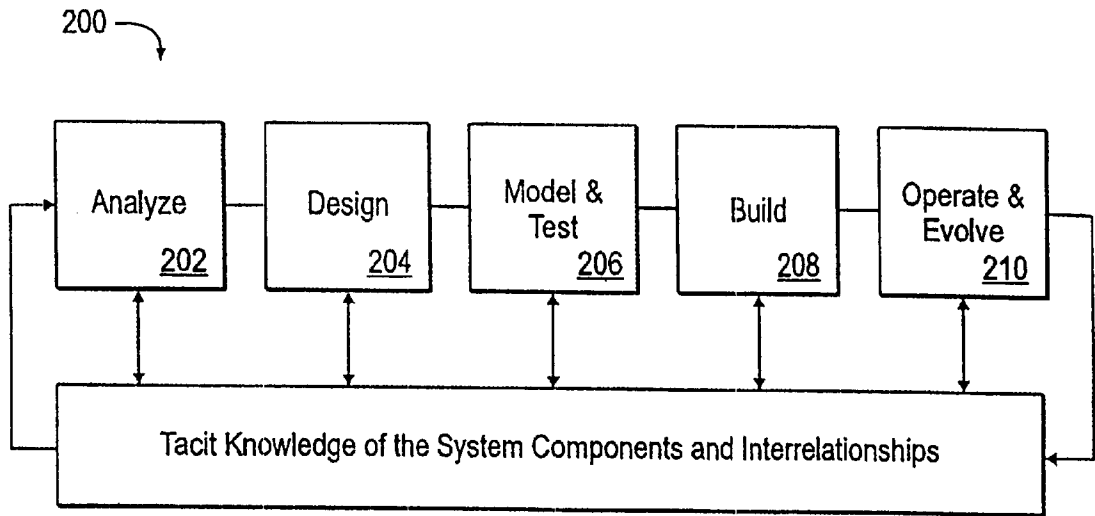 200
Analyze
202
Design
204
Model &
Test
206
Build
208
Operate &
Evolve
210
Tacit Knowledge of the System Components and Interrelationships